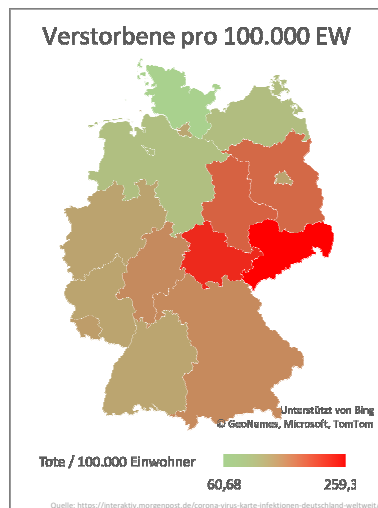 Verstorbene pro 100.000 EW
Unterstützt von Bing
© GeoNames, Microsoft, TomTom
Tote / 100.000 Einwohner
60,68
259,3
Quelle: https://interaktiv.morgenpost.de/corona-virus-karte-infektionen-deutschland-weltweit/